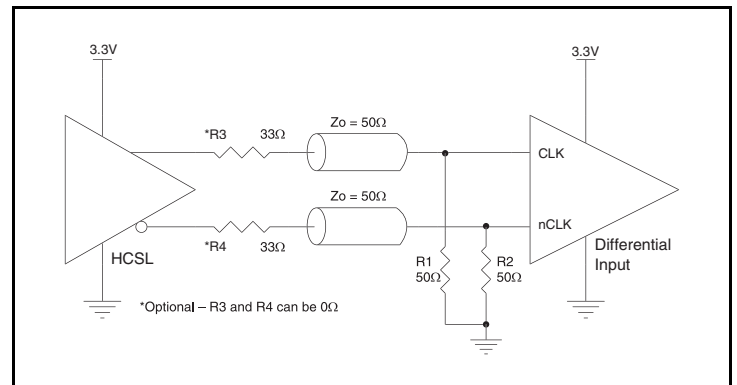 3.3V
3.3V
*R3
33Ω
Zo = 50Ω
CLK
Zo = 50Ω
nCLK
*R4
33Ω
HCSL
R1
50Ω
R2
50Ω
Differential
Input
*Optional – R3 and R4 can be 0Ω